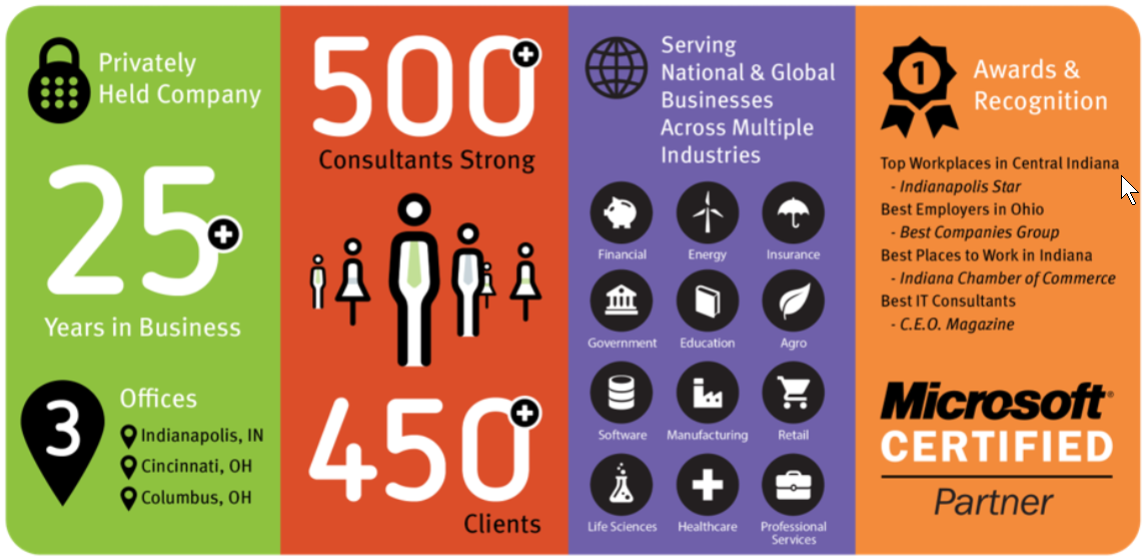 Privately
Held Company
25+
Years in Business
3
Offices
Indianapolis, IN
Cincinnati, OH
Columbus, OH
500+
Consultants Strong
450+
Clients
Serving
National & Global
Businesses
Across Multiple
Industries
Financial
Energy
Insurance
Government
Education
Agro
Software
Manufacturing
Retail
Life Sciences
Healthcare
Professional
Services
1
Awards &
Recognition
Top Workplaces in Central Indiana
- Indianapolis Star
Best Employers in Ohio
- Best Companies Group
Best Places to Work in Indiana
- Indiana Chamber of Commerce
Best IT Consultants
- C.E.O. Magazine
Microsoft®
CERTIFIED
Partner